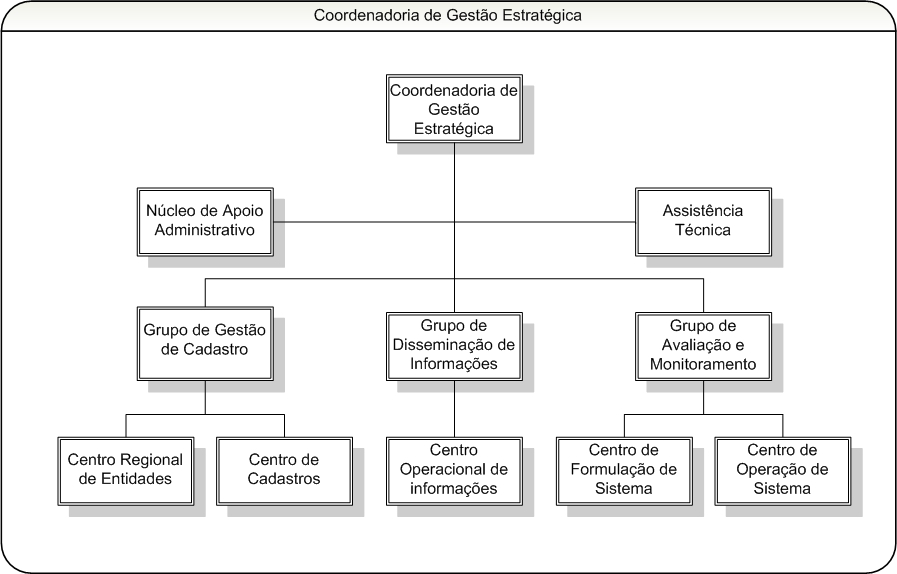 Coordenadoria de Gestão Estratégica
Coordenadoria de
Gestão
Estratégica
Núcleo de Apoio
Administrativo
Assistência
Técnica
Grupo de Gestão
de Cadastro
Grupo de
Disseminação de
Informações
Grupo de
Avaliação e
Monitoramento
Centro Regional
de Entidades
Centro de
Cadastros
Centro
Operacional de
informações
Centro de
Formulação de
Sistema
Centro de
Operação de
Sistema